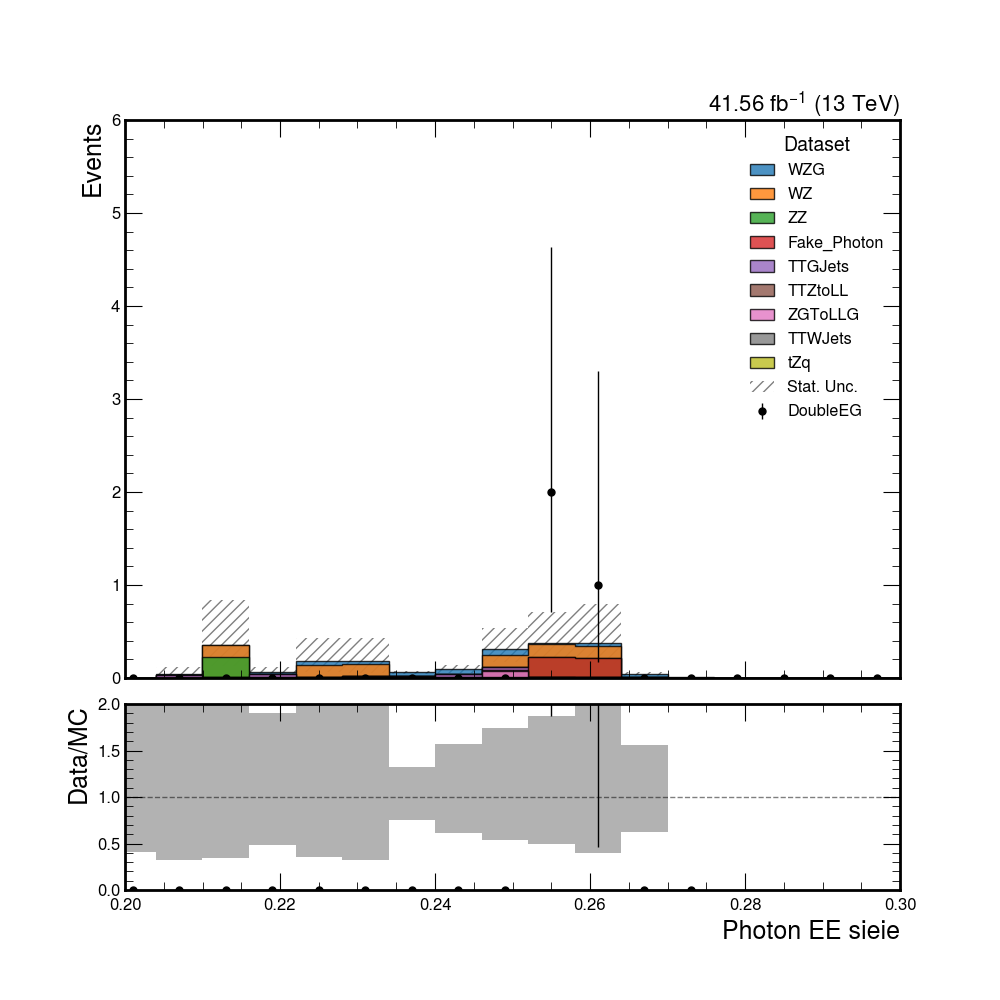 41.56 fb⁻¹ (13 TeV)
Events
6
5
4
3
2
1
0
Dataset
WZG
WZ
ZZ
Fake_Photon
TTGJets
TTZtoLL
ZGToLLG
TTWJets
tZq
Stat. Unc.
DoubleEG
Data/MC
2.0
1.5
1.0
0.5
0.0
0.20 0.22 0.24 0.26 0.28 0.30
Photon EE sieie